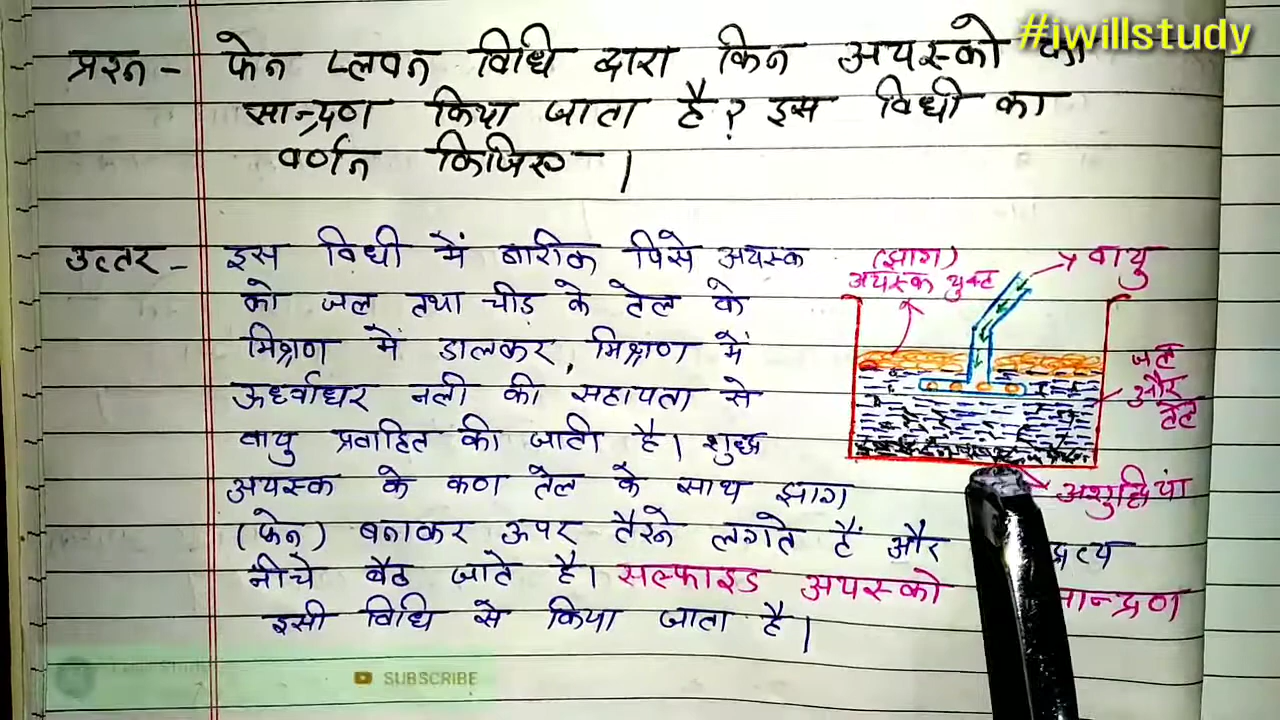 #iwillstudy
प्रश्न - फेन प्लवन विधि द्वारा किन अयस्को का
सान्द्रण किया जाता है? इस विधी का
वर्णन किजिए - ।
उत्तर - इस विधी में बारीक पिसे अयस्क
को जल तथा चीड़ के तेल के
मिश्रण में डालकर, मिश्रण में
ऊर्ध्वाधर नली की सहायता से
वायु प्रवाहित की जाती है। शुद्ध
अयस्क के कण तेल के साथ झाग
(फेन) बनाकर ऊपर तैरने लगते हैं और
नीचे बैठ जाते है। सल्फाइड अयस्को
इसी विधि से किया जाता है।
(झाग)
अयस्क युक्त
वायु
जल
और
तेल
अशुद्धियां
SUBSCRIBE